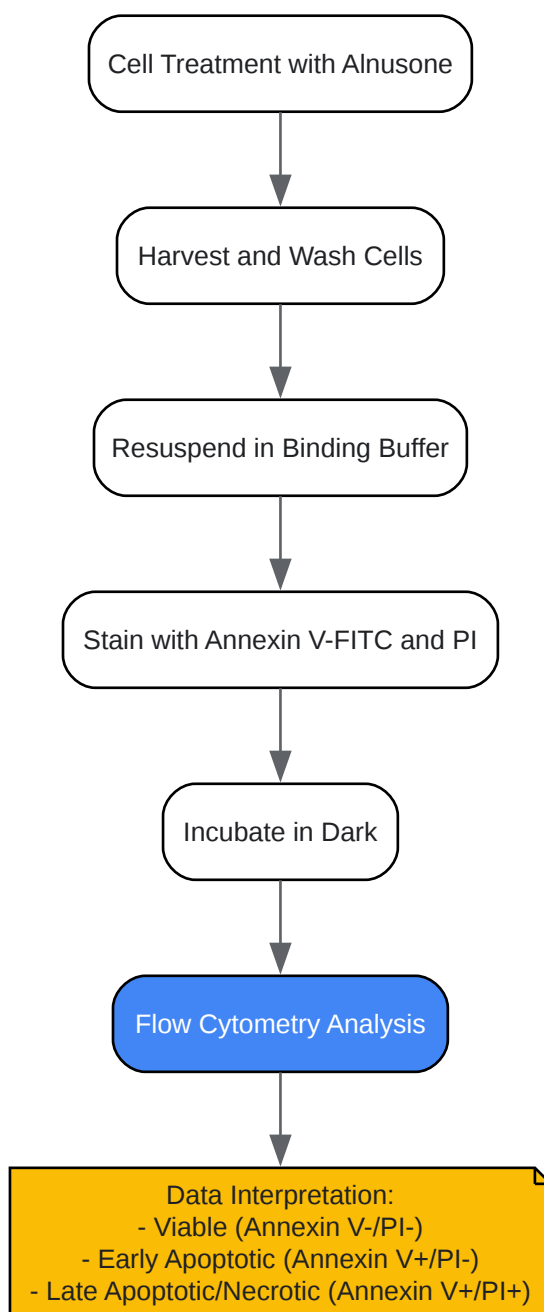 Cell Treatment with Alnusone
Harvest and Wash Cells
Resuspend in Binding Buffer
Stain with Annexin V-FITC and PI
Incubate in Dark
Flow Cytometry Analysis
Data Interpretation:
- Viable (Annexin V-/PI-)
- Early Apoptotic (Annexin V+/PI-)
- Late Apoptotic/Necrotic (Annexin V+/PI+)